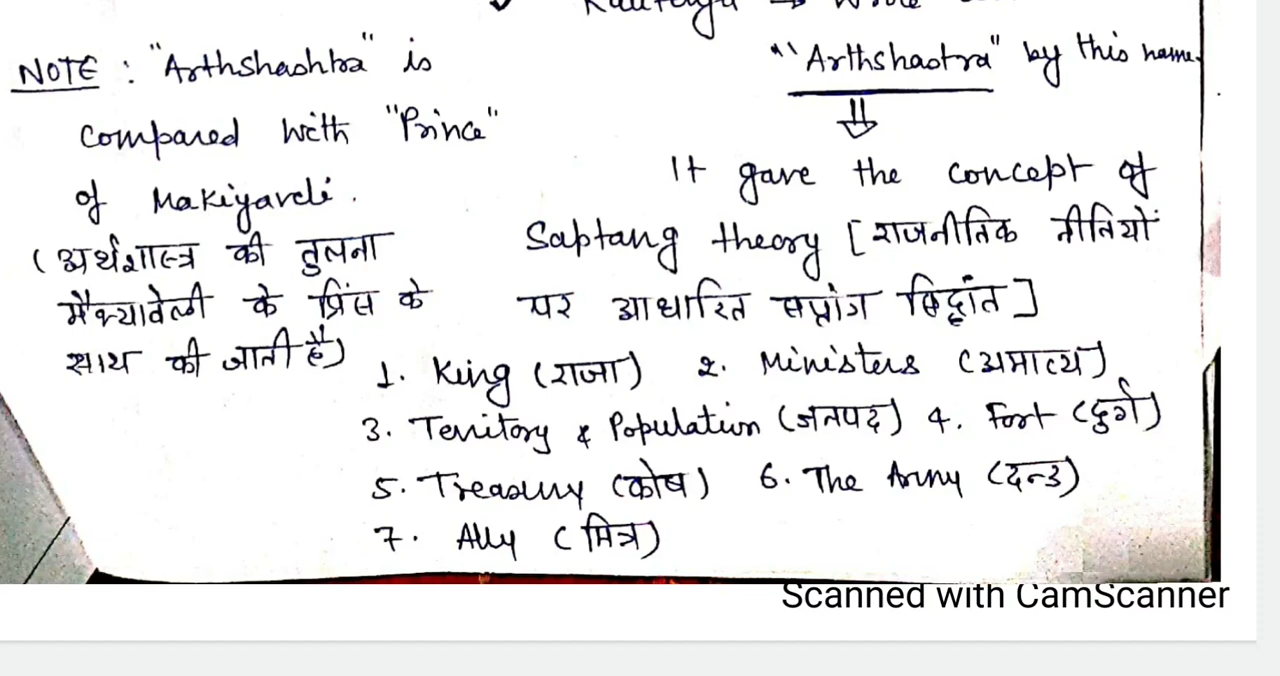 NOTE : "Arthshashtra" is
compared with "Prince"
of Makiyaveli.
(अर्थशास्त्र की तुलना
मैक्यावेली के प्रिंस के
साथ की जाती है)
"Arthshastra" by this name.
It gave the concept of
Saptang theory [राजनीतिक नीतियों
पर आधारित सप्तांग सिद्धांत]
1. King (राजा) 2. Ministers (अमात्य)
3. Territory & Population (जनपद) 4. Fort (दुर्ग)
5. Treasury (कोष) 6. The Army (दन्ड)
7. Ally (मित्र)
Scanned with CamScanner